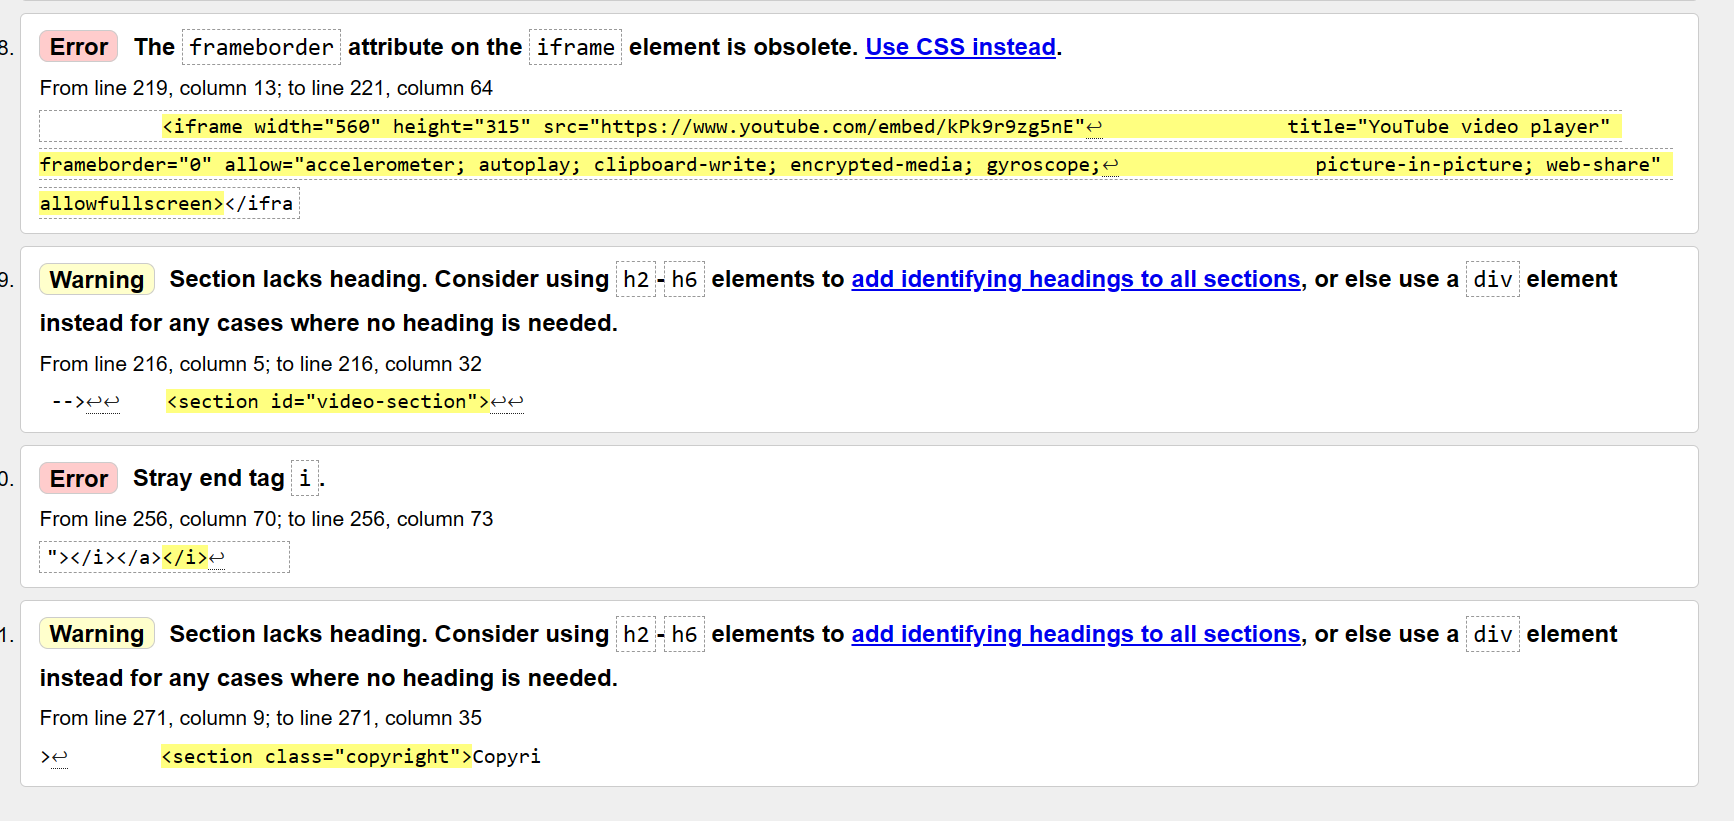 8. Error The frameborder attribute on the iframe element is obsolete. Use CSS instead.
From line 219, column 13; to line 221, column 64
<iframe width="560" height="315" src="https://www.youtube.com/embed/kPk9r9zg5nE"↩ title="YouTube video player"
frameborder="0" allow="accelerometer; autoplay; clipboard-write; encrypted-media; gyroscope;↩ picture-in-picture; web-share"
allowfullscreen></ifra
9. Warning Section lacks heading. Consider using h2-h6 elements to add identifying headings to all sections, or else use a div element
instead for any cases where no heading is needed.
From line 216, column 5; to line 216, column 32
-->↩↩ <section id="video-section">↩↩
0. Error Stray end tag i.
From line 256, column 70; to line 256, column 73
"></i></a></i>↩
1. Warning Section lacks heading. Consider using h2-h6 elements to add identifying headings to all sections, or else use a div element
instead for any cases where no heading is needed.
From line 271, column 9; to line 271, column 35
>↩ <section class="copyright">Copyri